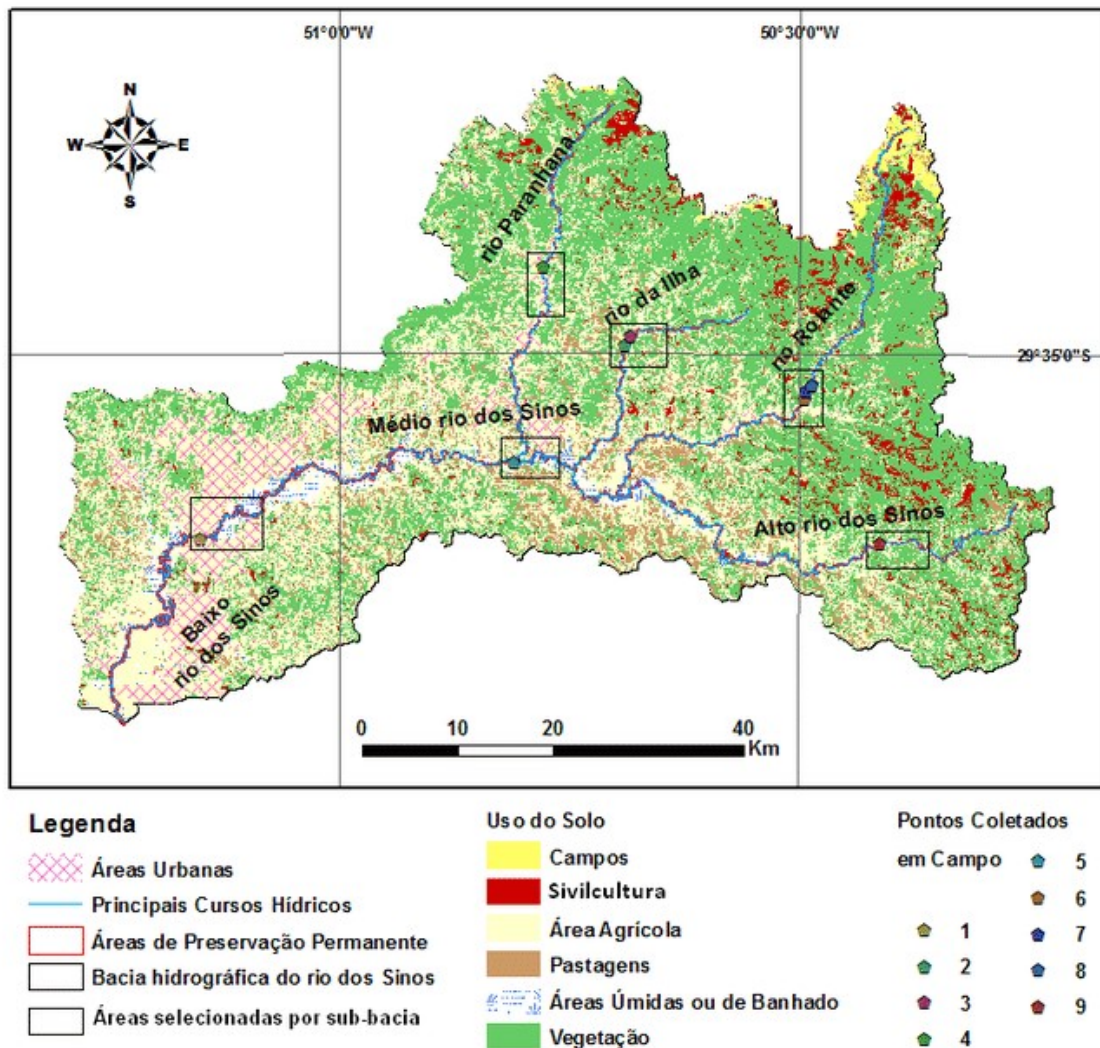 51°0'0"W
50°30'0"W
N
W
E
S
rio Paranhana
rio da Ilha
rio Rolante
29°35'0"S
Médio rio dos Sinos
Alto rio dos Sinos
Baixo
rio dos Sinos
0 10 20 40
Km
Legenda
Áreas Urbanas
Principais Cursos Hídricos
Áreas de Preservação Permanente
Bacia hidrográfica do rio dos Sinos
Áreas selecionadas por sub-bacia
Uso do Solo
Campos
Sivilcultura
Área Agrícola
Pastagens
Áreas Úmidas ou de Banhado
Vegetação
Pontos Coletados
em Campo
1
2
3
4
5
6
7
8
9